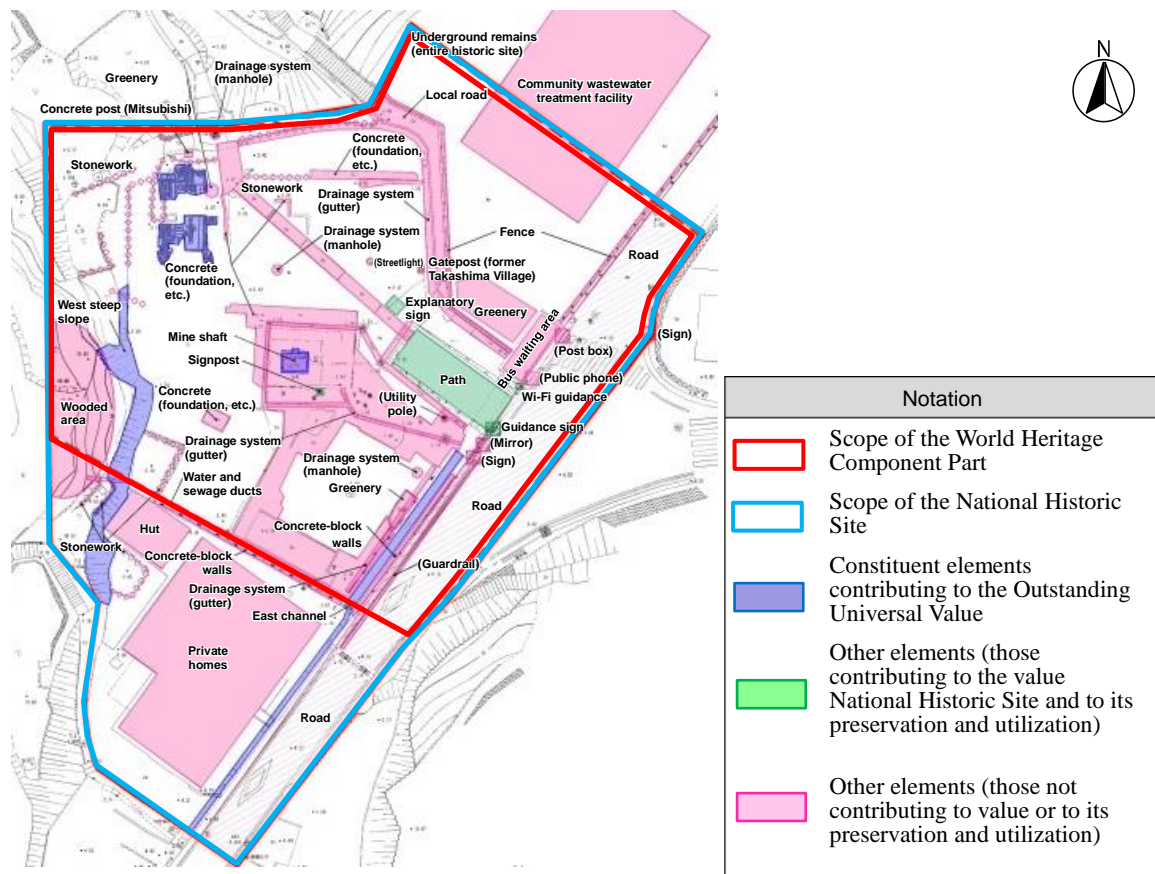 Underground remains
(entire historic site)
N
Drainage system
(manhole)
Greenery
Community wastewater
treatment facility
Local road
Concrete post (Mitsubishi)
Concrete
(foundation,
etc.)
Stonework
Stonework
Drainage system
(gutter)
Drainage system
(manhole)
Fence
Road
(Streetlight)
Gatepost (former
Takashima Village)
Concrete
(foundation,
etc.)
West steep
slope
Explanatory
sign
Greenery
Mine shaft
Signpost
Bus waiting area
(Sign)
(Post box)
Path
(Public phone)
Wi-Fi guidance
Concrete
(foundation, etc.)
Wooded
area
(Utility
pole)
Guidance sign
(Mirror)
(Sign)
Drainage system
(gutter)
Drainage system
(manhole)
Greenery
Water and
sewage ducts
Road
Hut
Concrete-block
walls
Stonework
Concrete-block
walls
(Guardrail)
Drainage system
(gutter)
East channel
Private
homes
Road
Notation
Scope of the World Heritage
Component Part
Scope of the National Historic
Site
Constituent elements
contributing to the Outstanding
Universal Value
Other elements (those
contributing to the value
National Historic Site and to its
preservation and utilization)
Other elements (those not
contributing to value or to its
preservation and utilization)